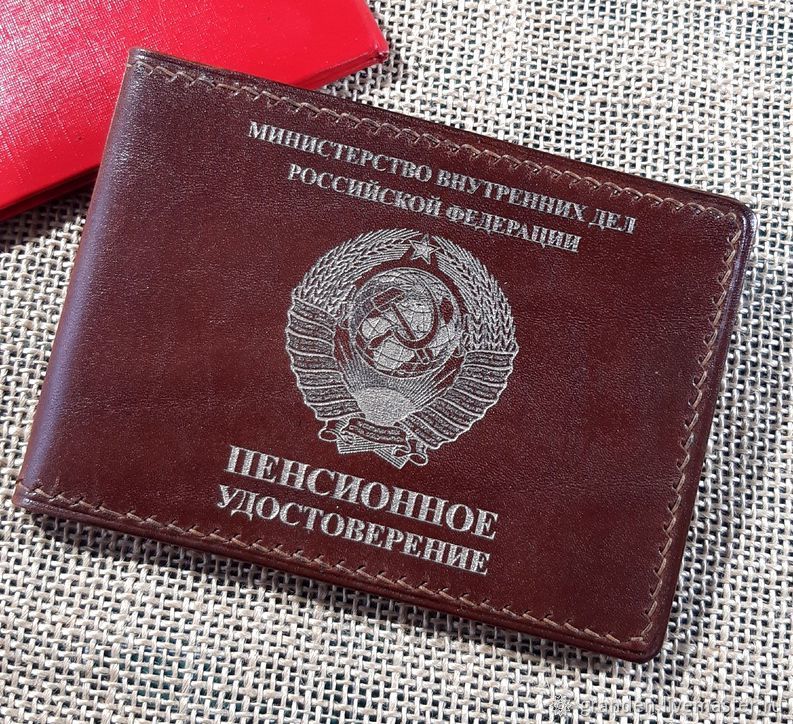 МИНИСТЕРСТВО ВНУТРЕННИХ ДЕЛ
РОССИЙСКОЙ ФЕДЕРАЦИИ
ПЕНСИОННОЕ
УДОСТОВЕРЕНИЕ